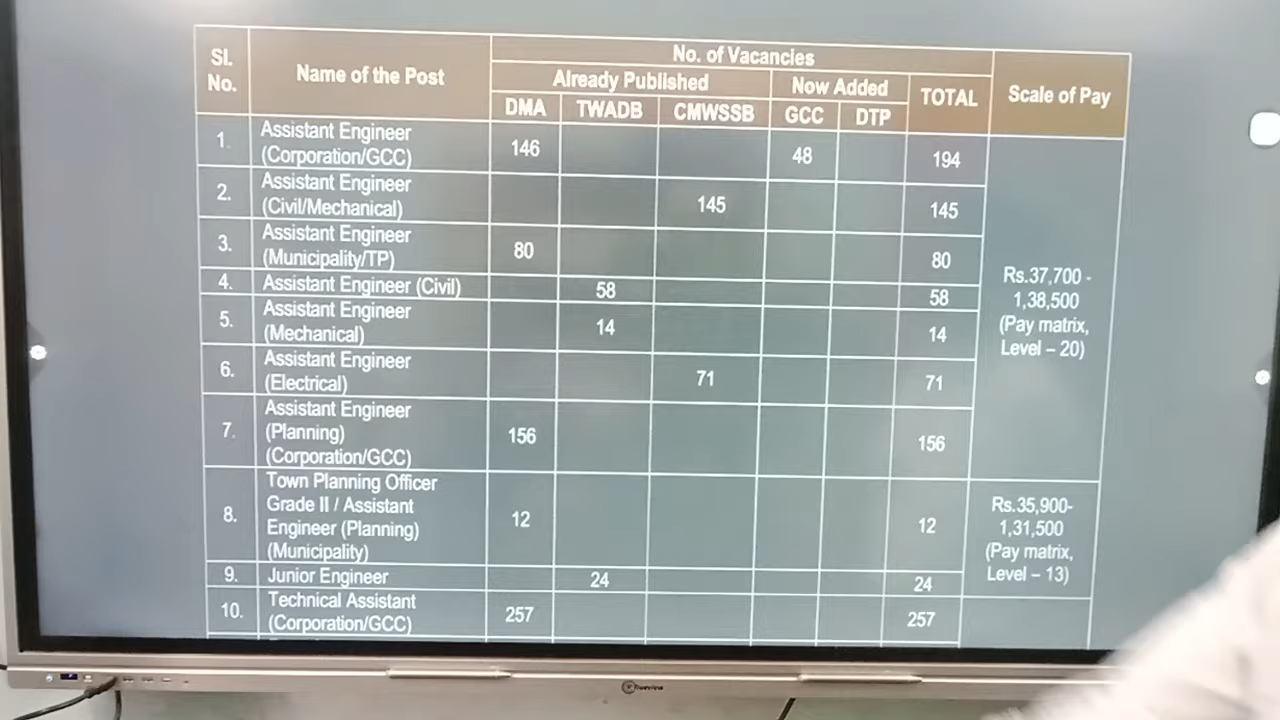 Sl. No. Name of the Post No. of Vacancies Scale of Pay
Already Published Now Added TOTAL
DMA TWADB CMWSSB GCC DTP
1. Assistant Engineer
(Corporation/GCC) 146 48 194
2. Assistant Engineer
(Civil/Mechanical) 145 145
3. Assistant Engineer
(Municipality/TP) 80 80
4. Assistant Engineer (Civil) 58 58
5. Assistant Engineer
(Mechanical) 14 14
6. Assistant Engineer
(Electrical) 71 71
7. Assistant Engineer
(Planning)
(Corporation/GCC) 156 156
Rs.37,700 -
1,38,500
(Pay matrix,
Level – 20)
8. Town Planning Officer
Grade II / Assistant
Engineer (Planning)
(Municipality) 12 12
9. Junior Engineer 24 24
Rs.35,900-
1,31,500
(Pay matrix,
Level – 13)
10. Technical Assistant
(Corporation/GCC) 257 257